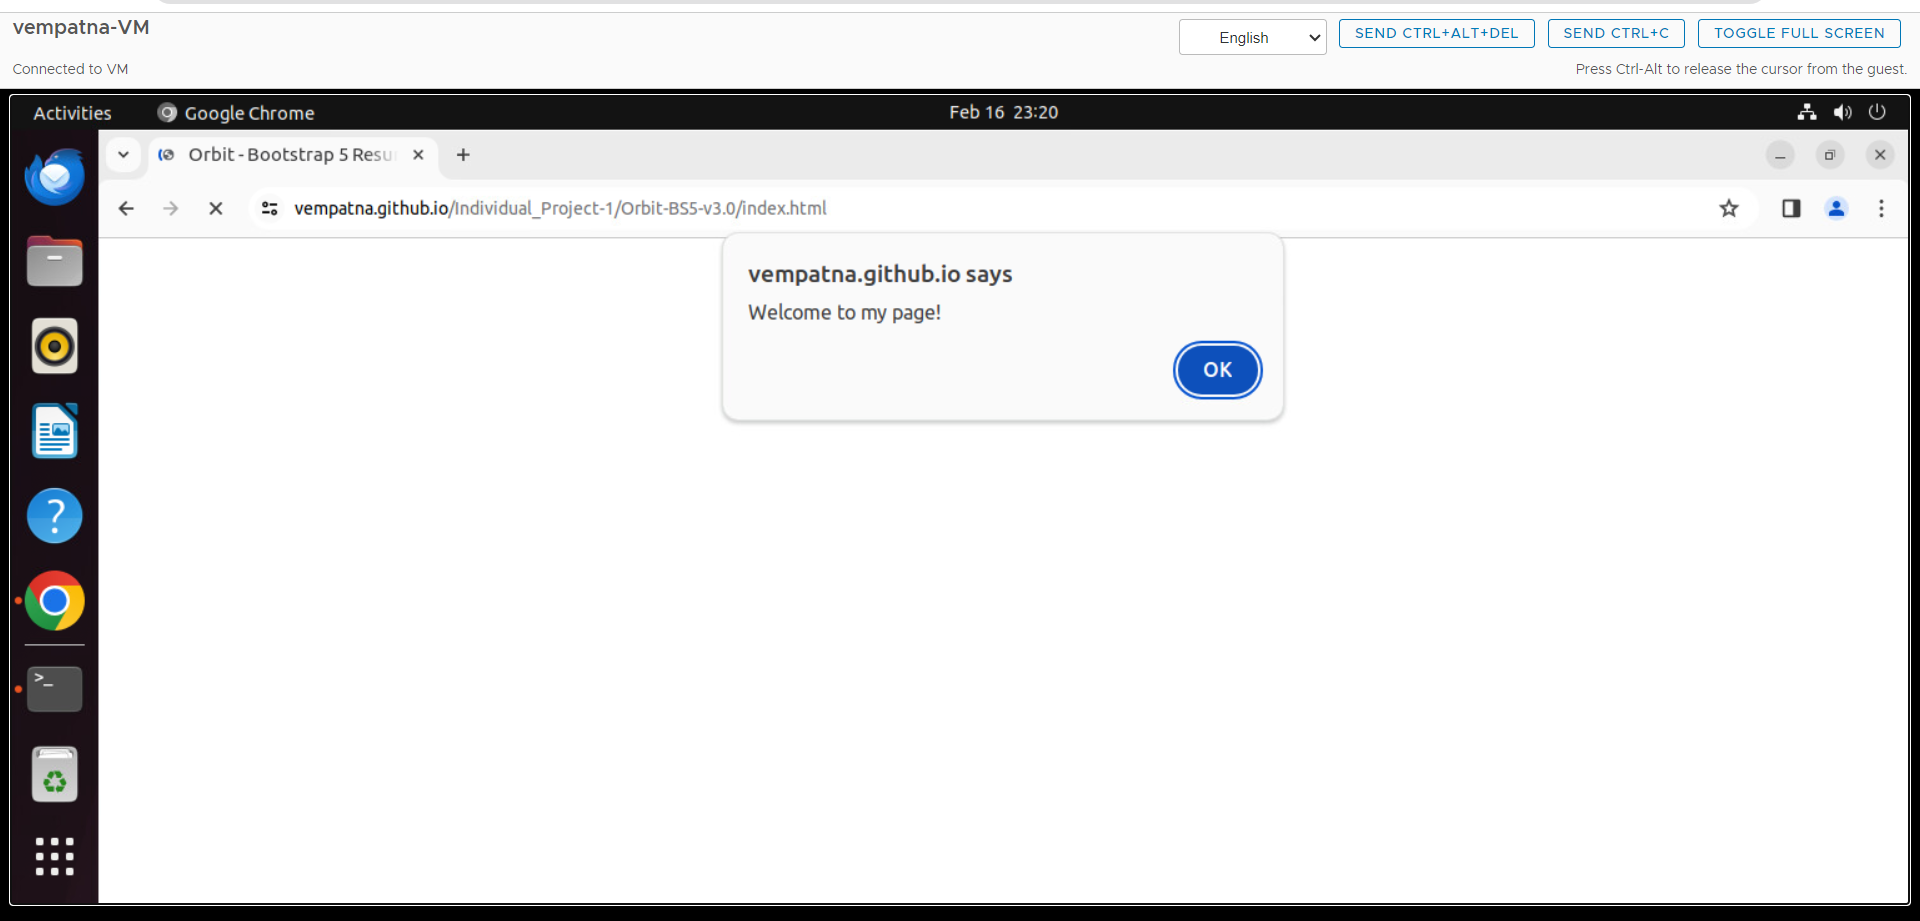 vempatna-VM
English
SEND CTRL+ALT+DEL
SEND CTRL+C
TOGGLE FULL SCREEN
Connected to VM
Press Ctrl-Alt to release the cursor from the guest.
Activities
Google Chrome
Feb 16 23:20
Orbit - Bootstrap 5 Resu
vempatna.github.io/Individual_Project-1/Orbit-BS5-v3.0/index.html
vempatna.github.io says
Welcome to my page!
OK
?
>_